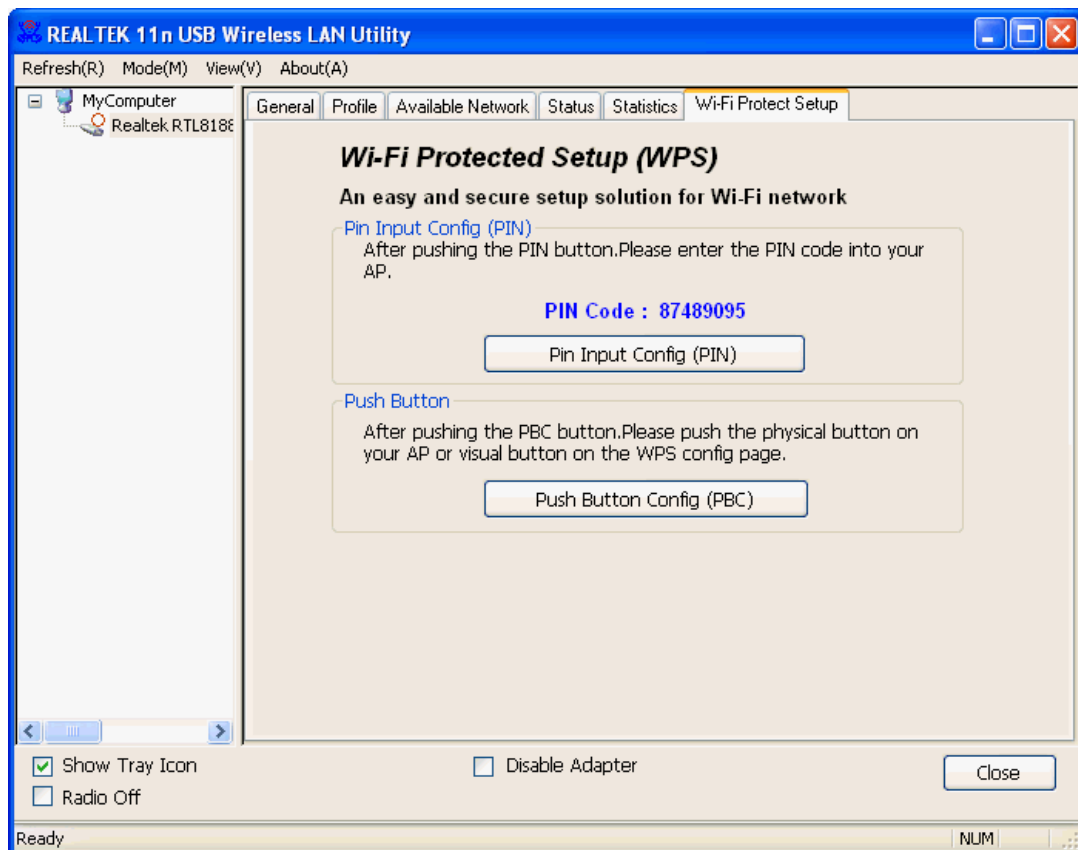 REALTEK 11n USB Wireless LAN Utility
Refresh(R) Mode(M) View(V) About(A)
MyComputer
Realtek RTL8188
General Profile Available Network Status Statistics Wi-Fi Protect Setup
Wi-Fi Protected Setup (WPS)
An easy and secure setup solution for Wi-Fi network
Pin Input Config (PIN)
After pushing the PIN button.Please enter the PIN code into your
AP.
PIN Code : 87489095
Pin Input Config (PIN)
Push Button
After pushing the PBC button.Please push the physical button on
your AP or visual button on the WPS config page.
Push Button Config (PBC)
Show Tray Icon
Disable Adapter
Close
Radio Off
Ready
NUM